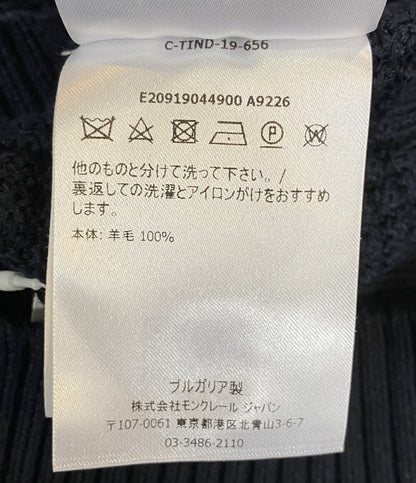 C-TIND-19-656
E20919044900 A9226
他のものと分けて洗って下さい。/
裏返しての洗濯とアイロンがけをおすすめ
します。
本体: 羊毛 100%
ブルガリア製
株式会社モンクレール ジャパン
〒107-0061 東京都港区北青山3-6-7
03-3486-2110